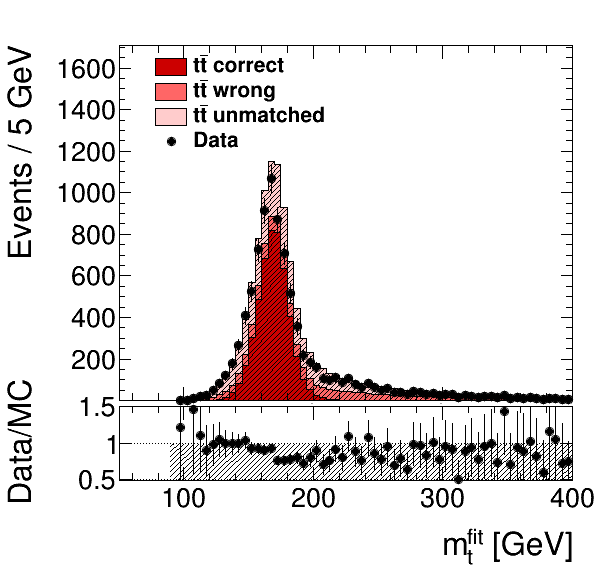 Events / 5 GeV
1600
1400
1200
1000
800
600
400
200
tt̄ correct
tt̄ wrong
tt̄ unmatched
Data
Data/MC
1.5
1
0.5
100 200 300 400
m_t^fit [GeV]